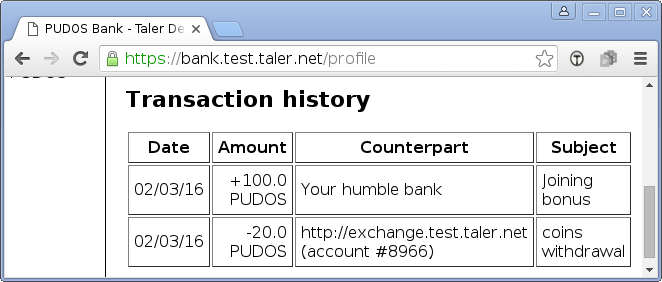 PUDOS Bank - Taler De
https://bank.test.taler.net/profile
Transaction history
Date Amount Counterpart Subject
02/03/16 +100.0 PUDOS Your humble bank Joining bonus
02/03/16 -20.0 PUDOS http://exchange.test.taler.net (account #8966) coins withdrawal